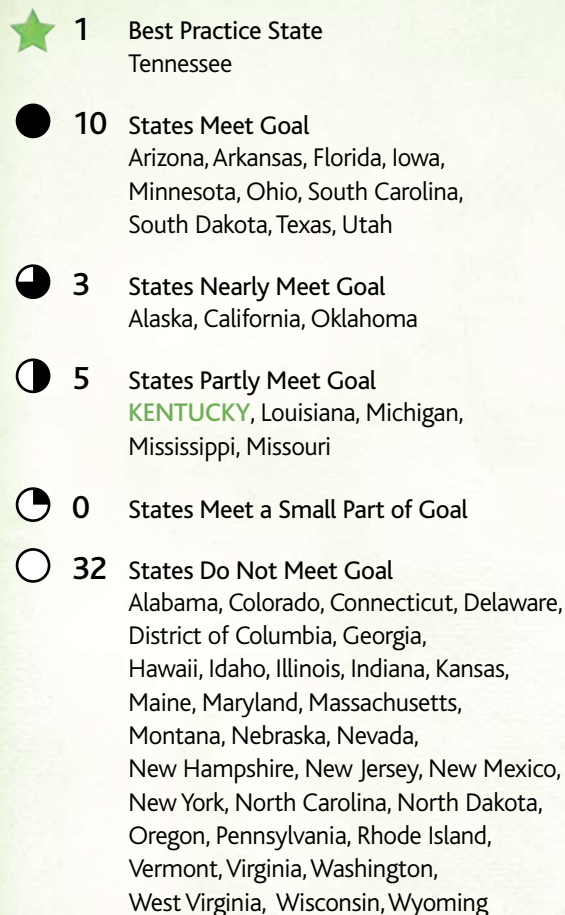 1 Best Practice State
Tennessee
10 States Meet Goal
Arizona, Arkansas, Florida, Iowa,
Minnesota, Ohio, South Carolina,
South Dakota, Texas, Utah
3 States Nearly Meet Goal
Alaska, California, Oklahoma
5 States Partly Meet Goal
KENTUCKY, Louisiana, Michigan,
Mississippi, Missouri
0 States Meet a Small Part of Goal
32 States Do Not Meet Goal
Alabama, Colorado, Connecticut, Delaware,
District of Columbia, Georgia,
Hawaii, Idaho, Illinois, Indiana, Kansas,
Maine, Maryland, Massachusetts,
Montana, Nebraska, Nevada,
New Hampshire, New Jersey, New Mexico,
New York, North Carolina, North Dakota,
Oregon, Pennsylvania, Rhode Island,
Vermont, Virginia, Washington,
West Virginia, Wisconsin, Wyoming